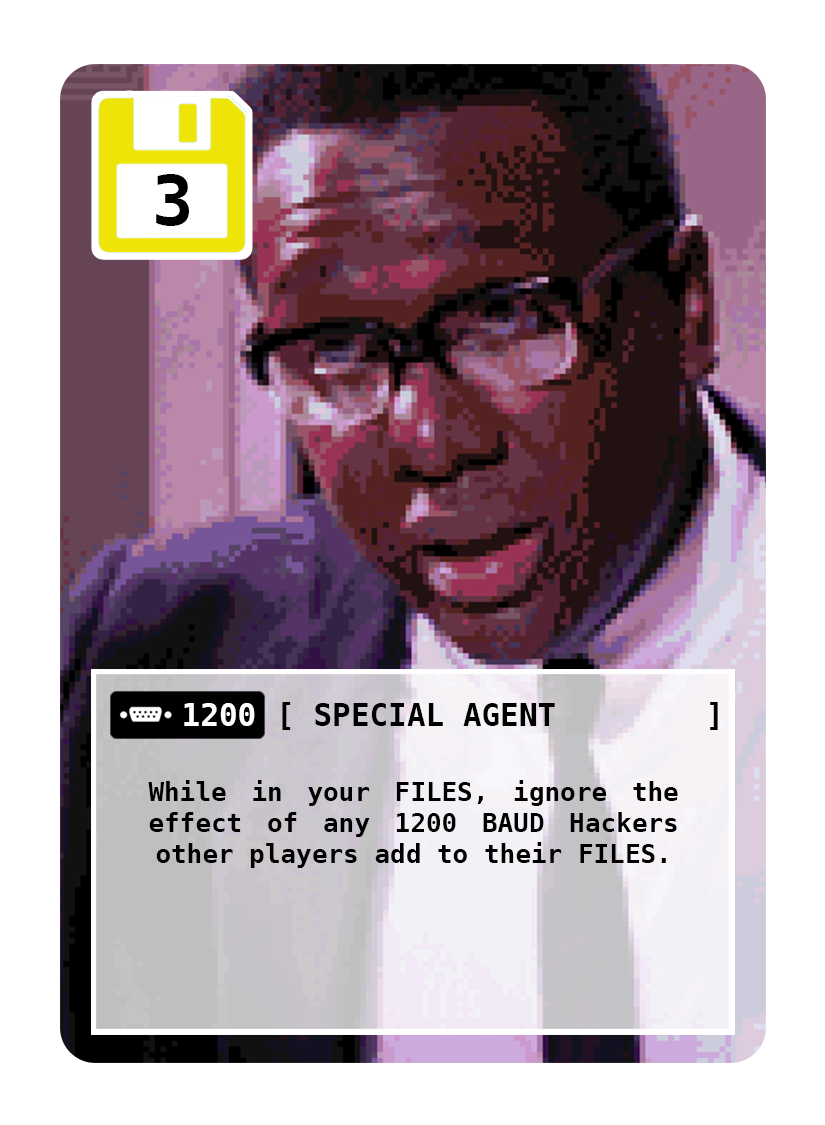 3
1200 [ SPECIAL AGENT ]
While in your FILES, ignore the
effect of any 1200 BAUD Hackers
other players add to their FILES.